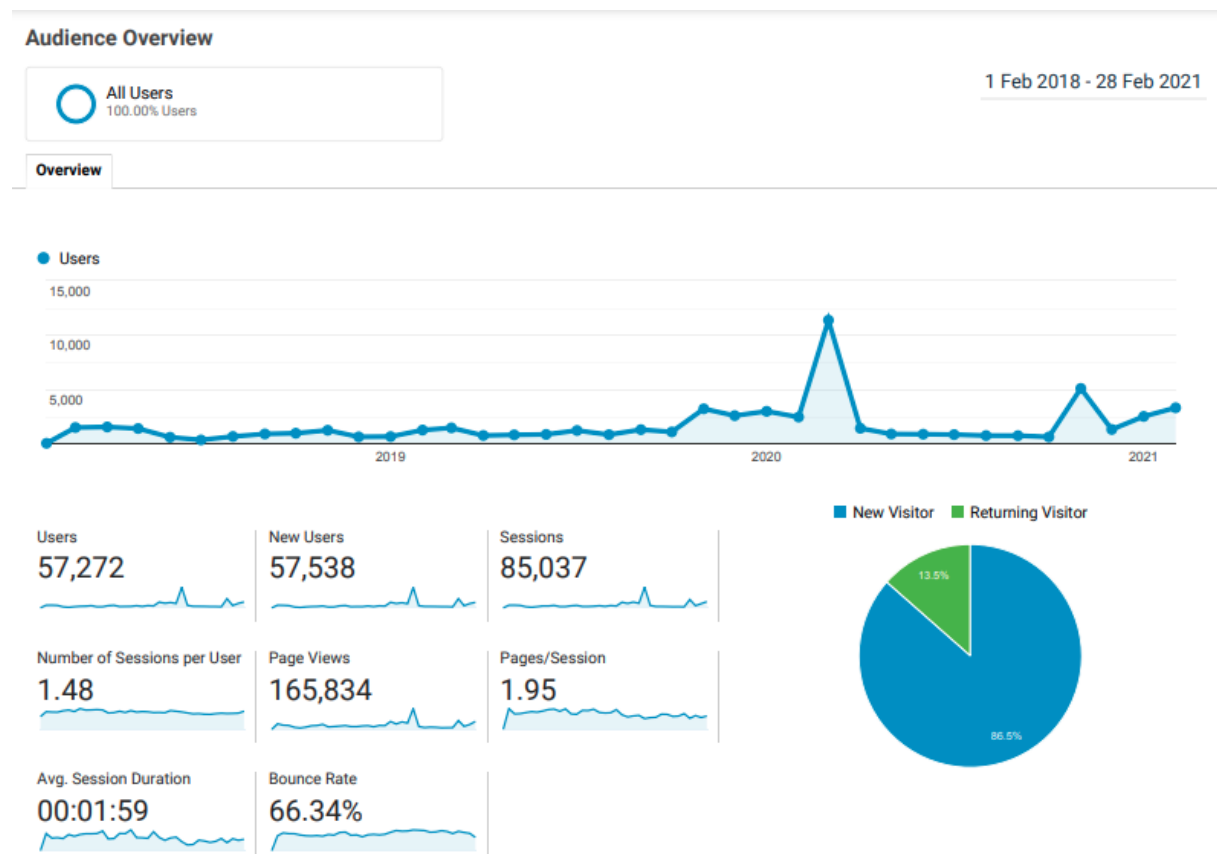 Audience Overview
All Users
100.00% Users
1 Feb 2018 - 28 Feb 2021
Overview
Users
15,000
10,000
5,000
2019
2020
2021
New Visitor
Returning Visitor
Users
57,272
New Users
57,538
Sessions
85,037
Number of Sessions per User
1.48
Page Views
165,834
Pages/Session
1.95
Avg. Session Duration
00:01:59
Bounce Rate
66.34%
13.5%
86.5%